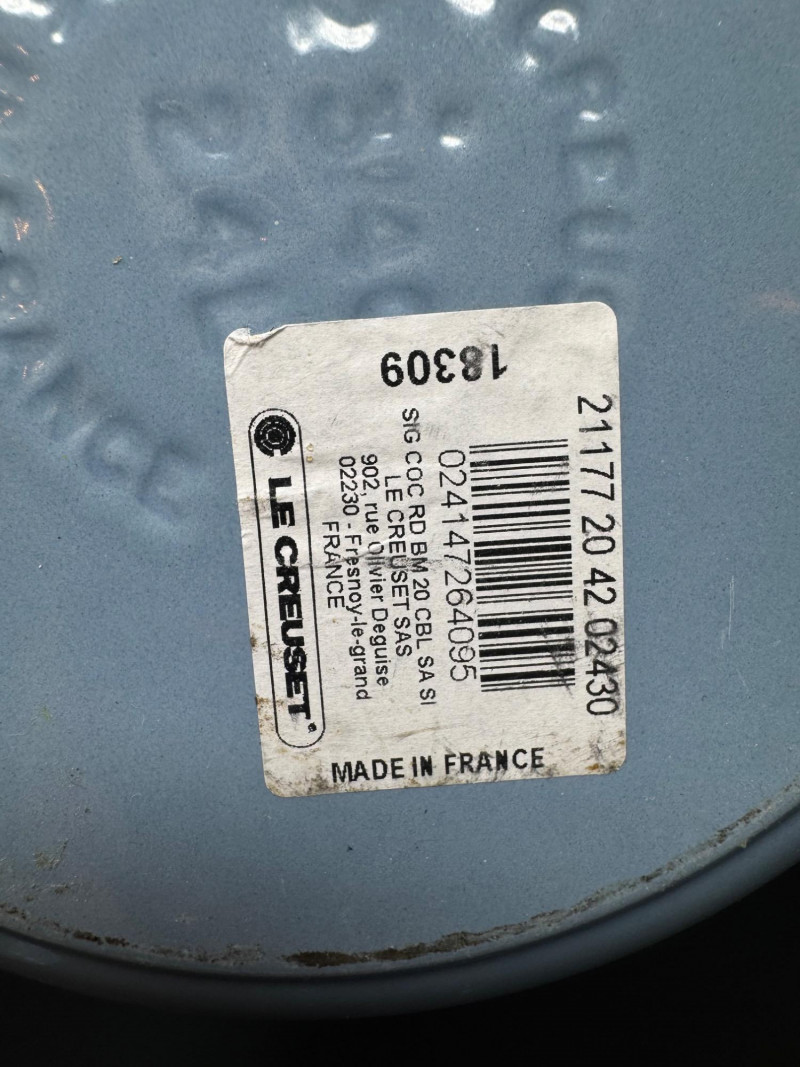 18309
21177 20 42 02430
024147264095
SIG COC RD BM 20 CBL SA SI
LE CREUSET SAS
902, rue Olivier Deguise
02230 - Fresnoy-le-grand
FRANCE
LE CREUSET®
MADE IN FRANCE